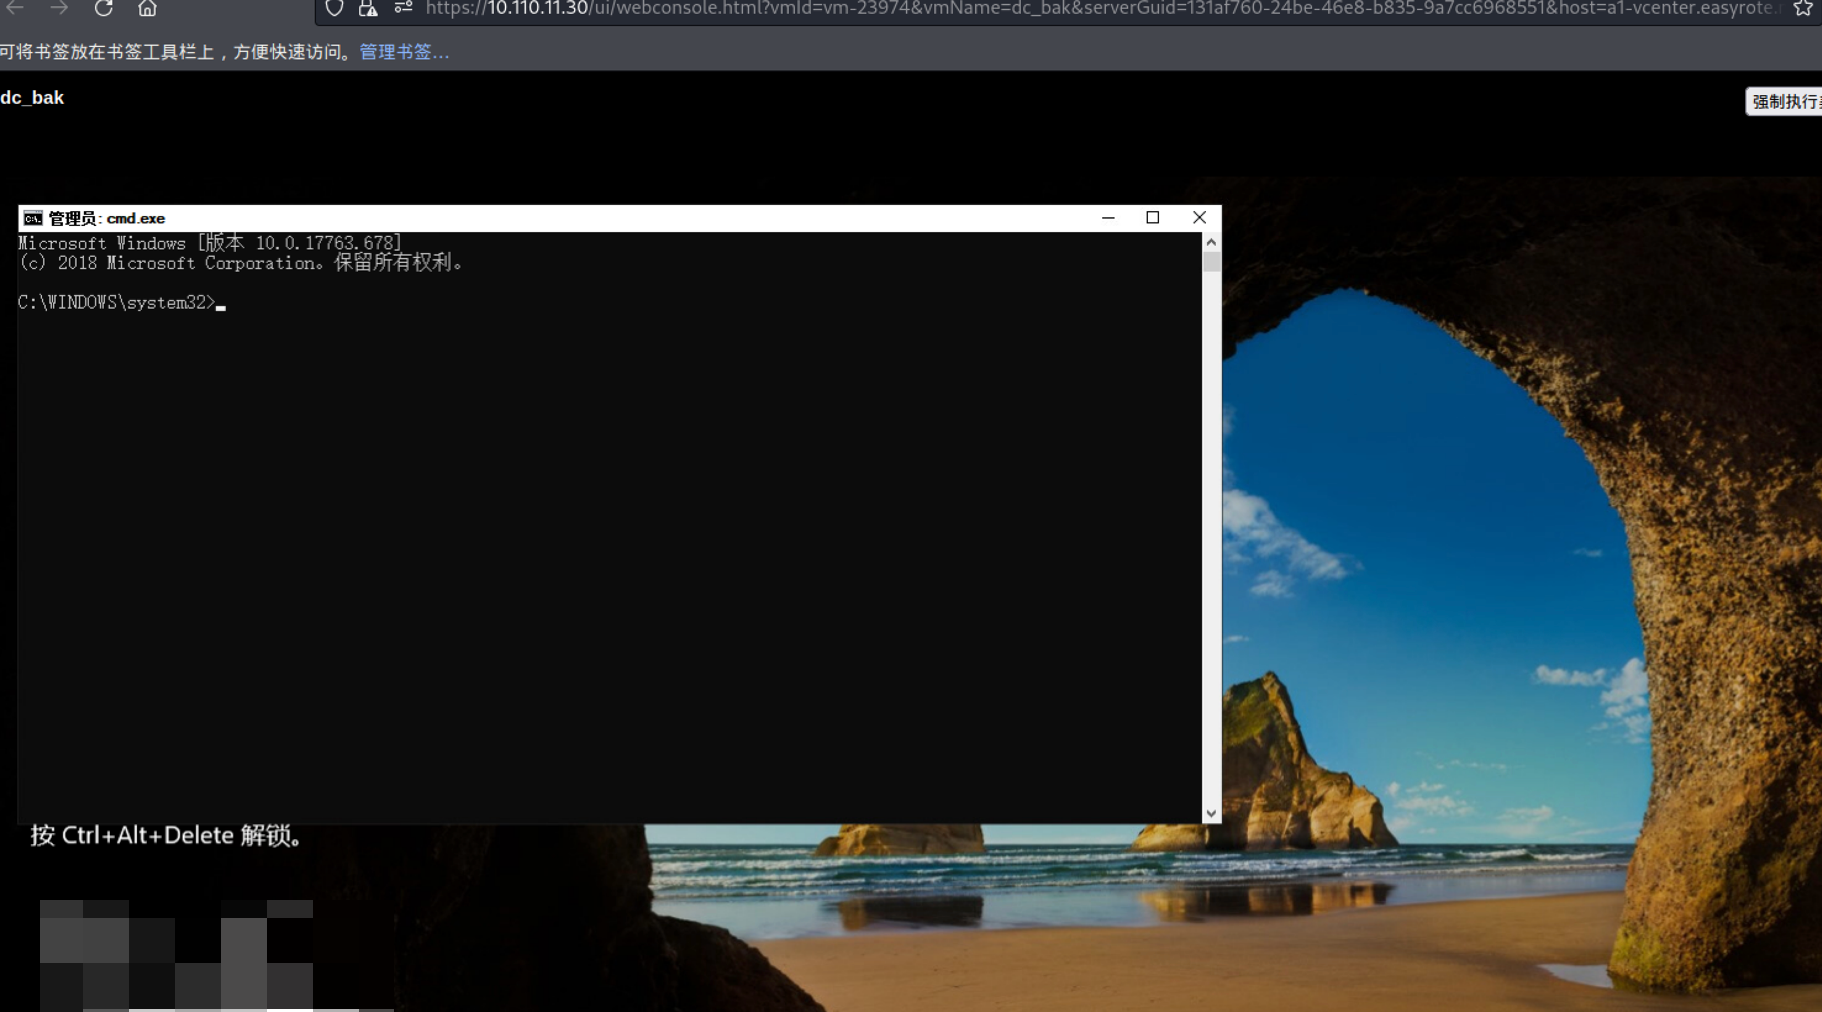 https://10.110.11.30/ui/webconsole.html?vmId=vm-23974&vmName=dc_bak&serverGuid=131af760-24be-46e8-b835-9a7cc6968551&host=a1-vcenter.easyrote.
可将书签放在书签工具栏上，方便快速访问。管理书签…
dc_bak
强制执行
管理员: cmd.exe
Microsoft Windows [版本 10.0.17763.678]
(c) 2018 Microsoft Corporation。保留所有权利。
C:\WINDOWS\system32>
按 Ctrl+Alt+Delete 解锁。